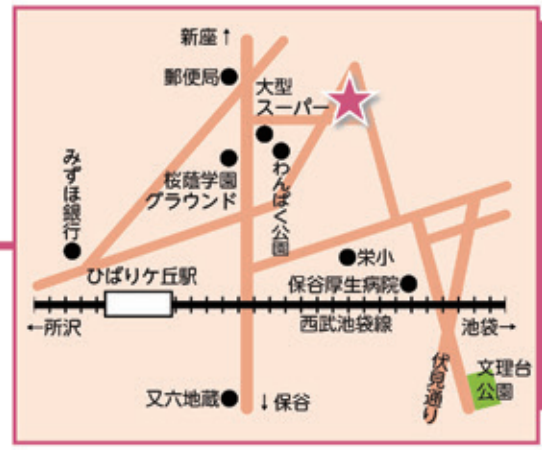 新座↑
郵便局
大型
スーパー
みずほ銀行
桜蔭学園
グラウンド
わんぱく公園
ひばりケ丘駅
栄小
保谷厚生病院
←所沢
西武池袋線
池袋→
伏見通り
文理台
公園
又六地蔵
↓保谷